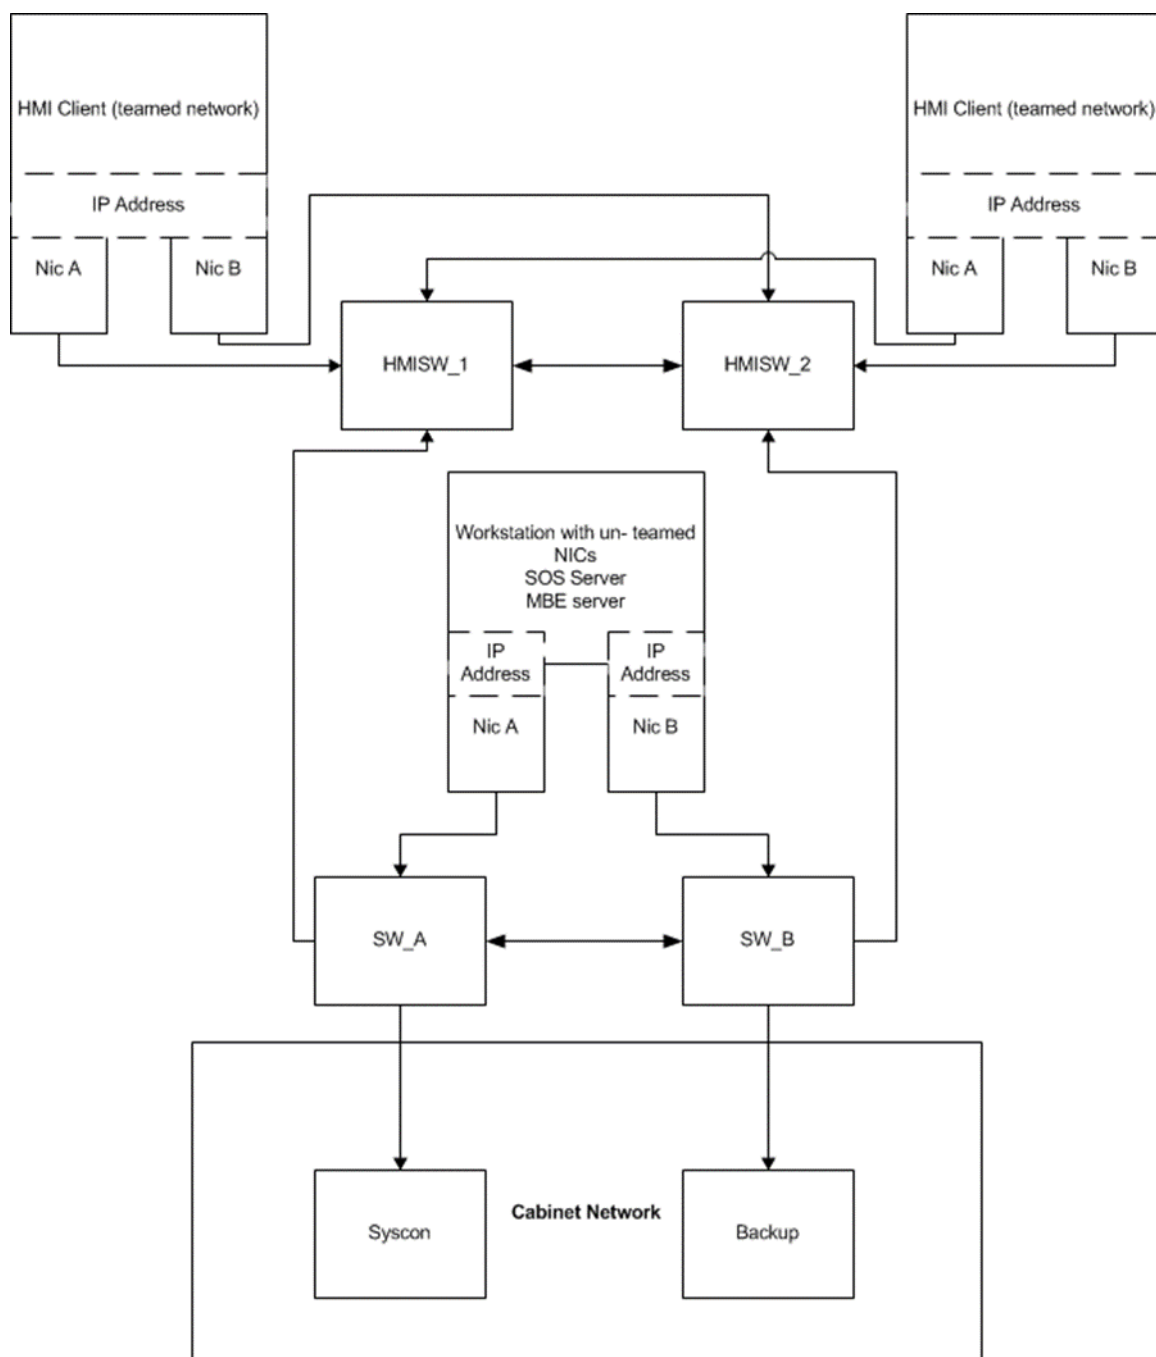 HMI Client (teamed network)
HMI Client (teamed network)
IP Address
IP Address
Nic A
Nic B
Nic A
Nic B
HMISW_1
HMISW_2
Workstation with un- teamed
NICs
SOS Server
MBE server
IP
Address
IP
Address
Nic A
Nic B
SW_A
SW_B
Cabinet Network
Syscon
Backup